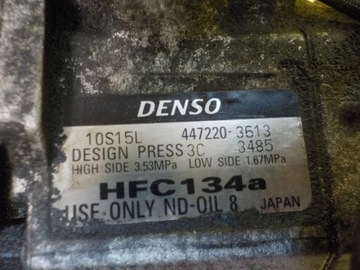 DENSO
10S15L 447220-3613
DESIGN PRESS 3C 3485
HIGH SIDE 3.53MPa LOW SIDE 1.67MPa
HFC134a
USE ONLY ND-OIL 8 JAPAN